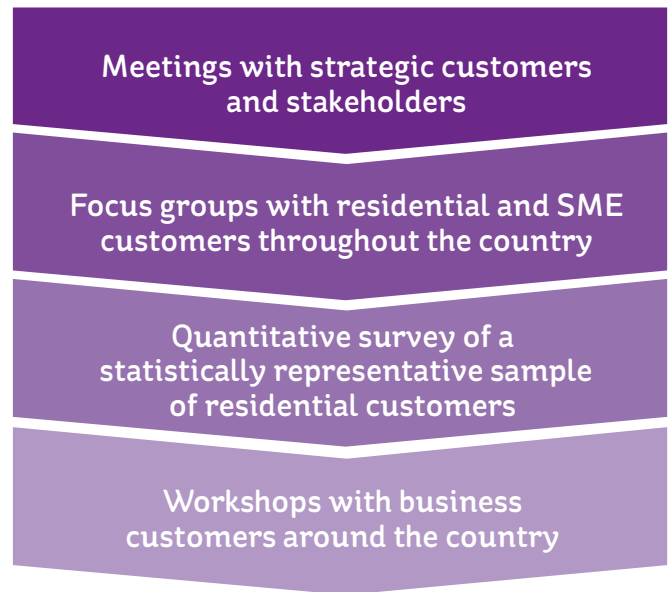 Meetings with strategic customers
and stakeholders
Focus groups with residential and SME
customers throughout the country
Quantitative survey of a
statistically representative sample
of residential customers
Workshops with business
customers around the country